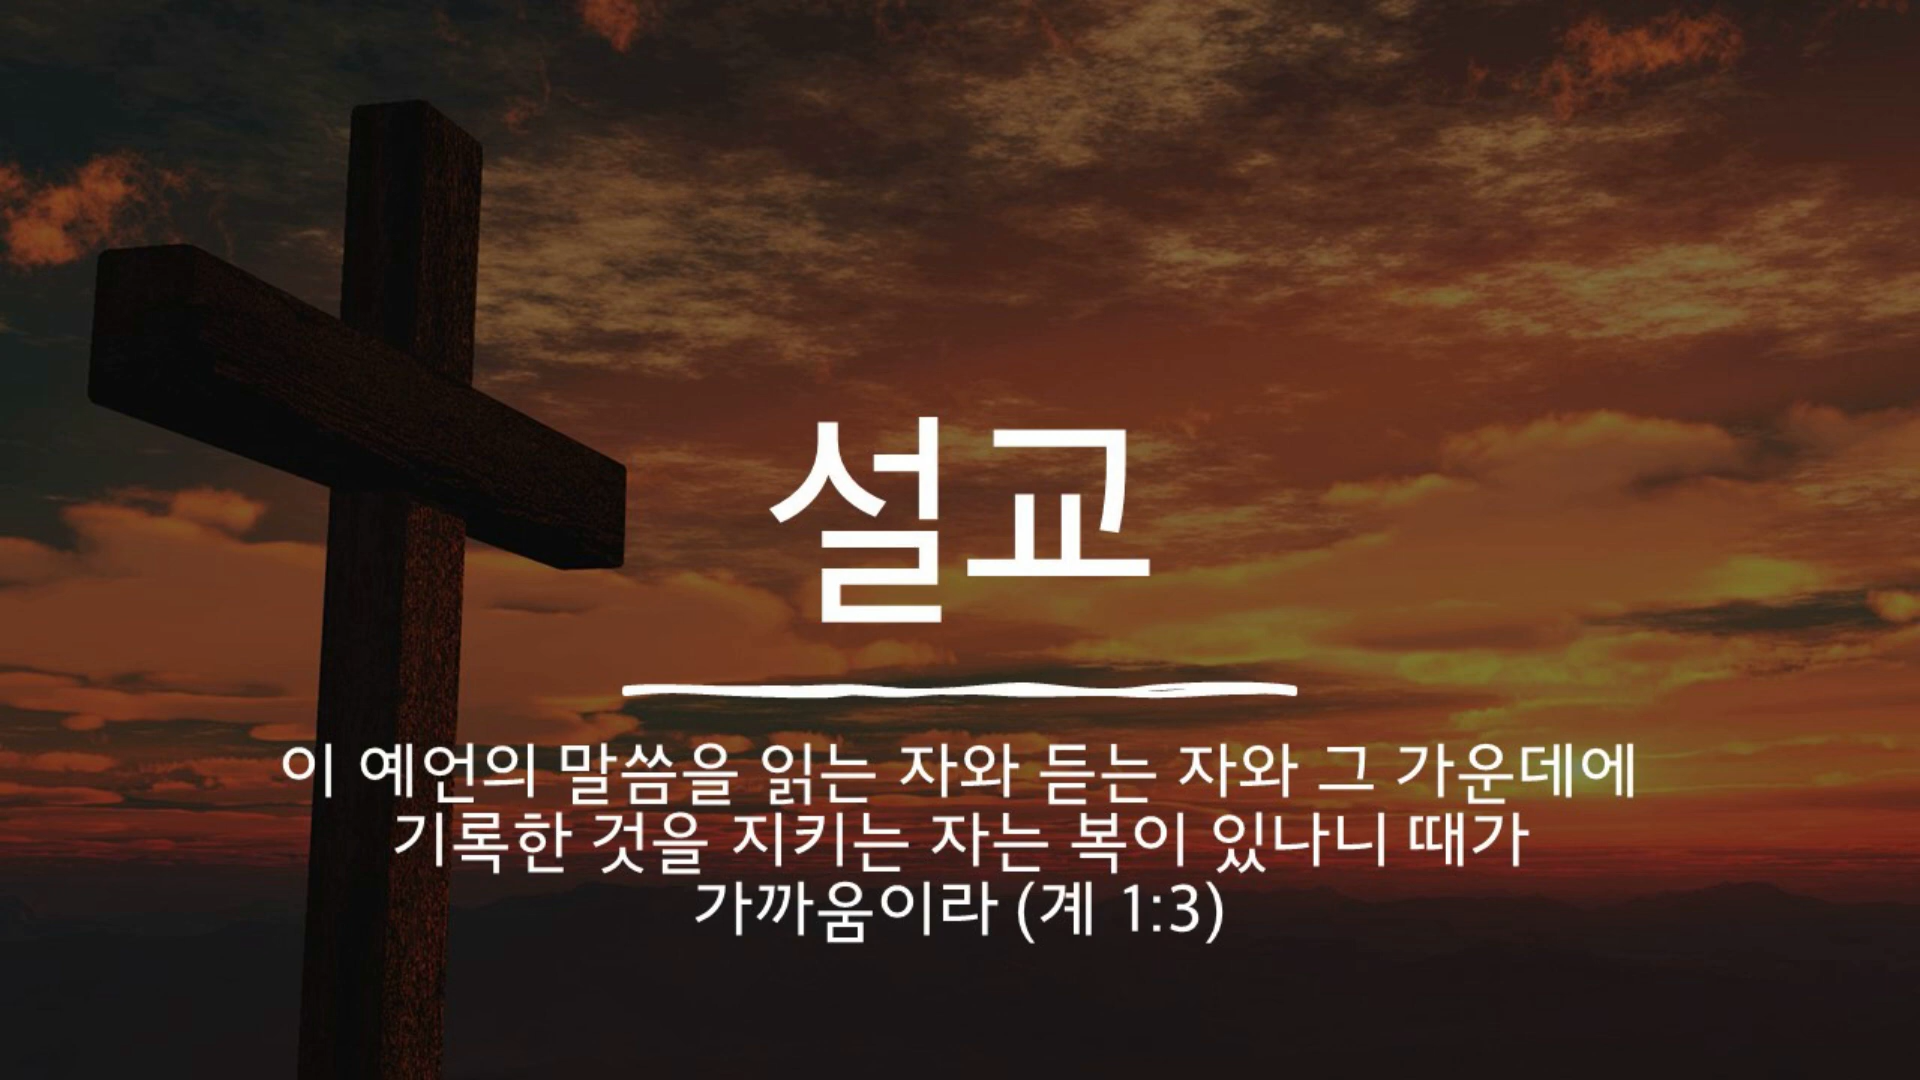 설교
이 예언의 말씀을 읽는 자와 듣는 자와 그 가운데에
기록한 것을 지키는 자는 복이 있나니 때가
가까움이라 (계 1:3)